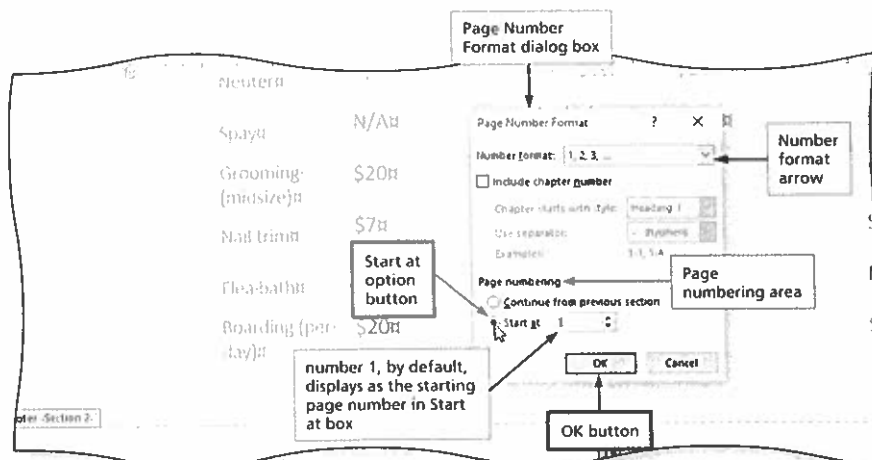 Page Number
Format dialog box
Neuter¤
Spay¤
N/A¤
Grooming-
(midsize)¤
$20¤
Nail trim¤
$7¤
Flea-bath¤
Boarding (per-
day)¤
$20¤
Page Number Format ? X
Number format: 1, 2, 3, ...
Number
format
arrow
Include chapter number
Chapter starts with style: Heading 1
Use separator: - (hyphen)
Examples: 1-1, 1-A
Start at
option
button
Page numbering
Page
numbering area
Continue from previous section
Start at 1
number 1, by default,
displays as the starting
page number in Start
at box
OK
Cancel
OK button
oter -Section 2-